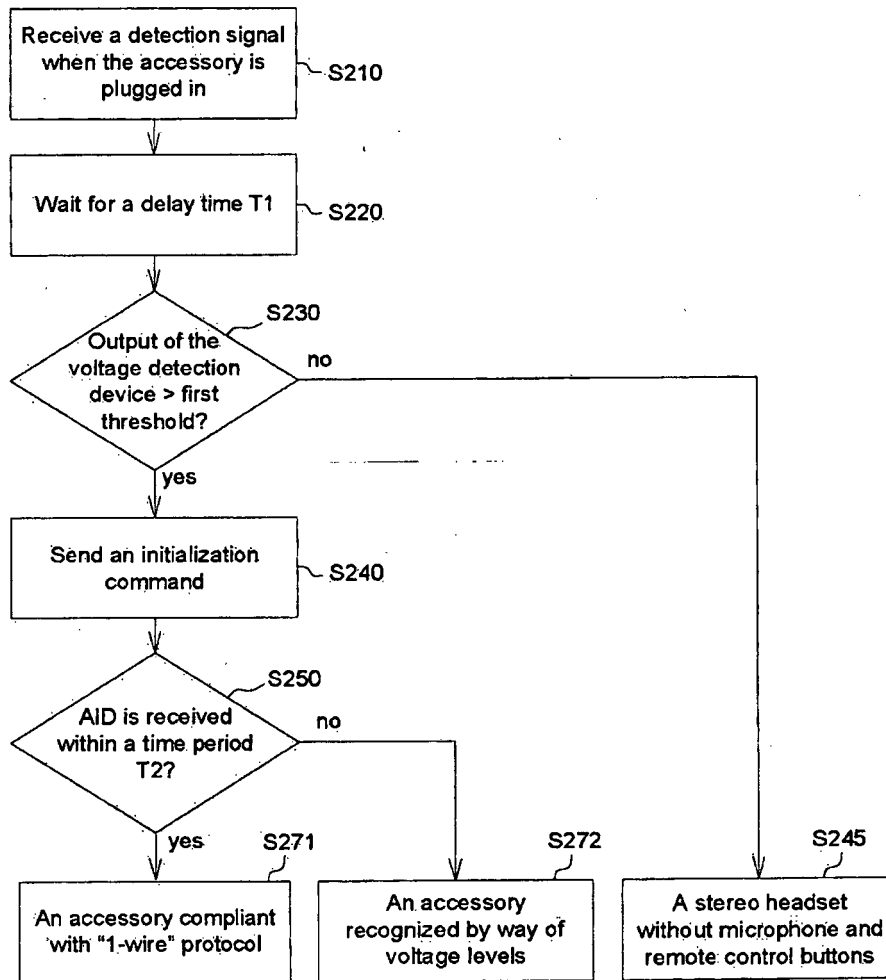 Receive a detection signal
when the accessory is
plugged in
S210
Wait for a delay time T1
S220
S230
Output of the
voltage detection
device > first
threshold?
no
yes
Send an initialization
command
S240
S250
AID is received
within a time period
T2?
no
yes
S271
S272
S245
An accessory compliant
with "1-wire" protocol
An accessory
recognized by way of
voltage levels
A stereo headset
without microphone and
remote control buttons